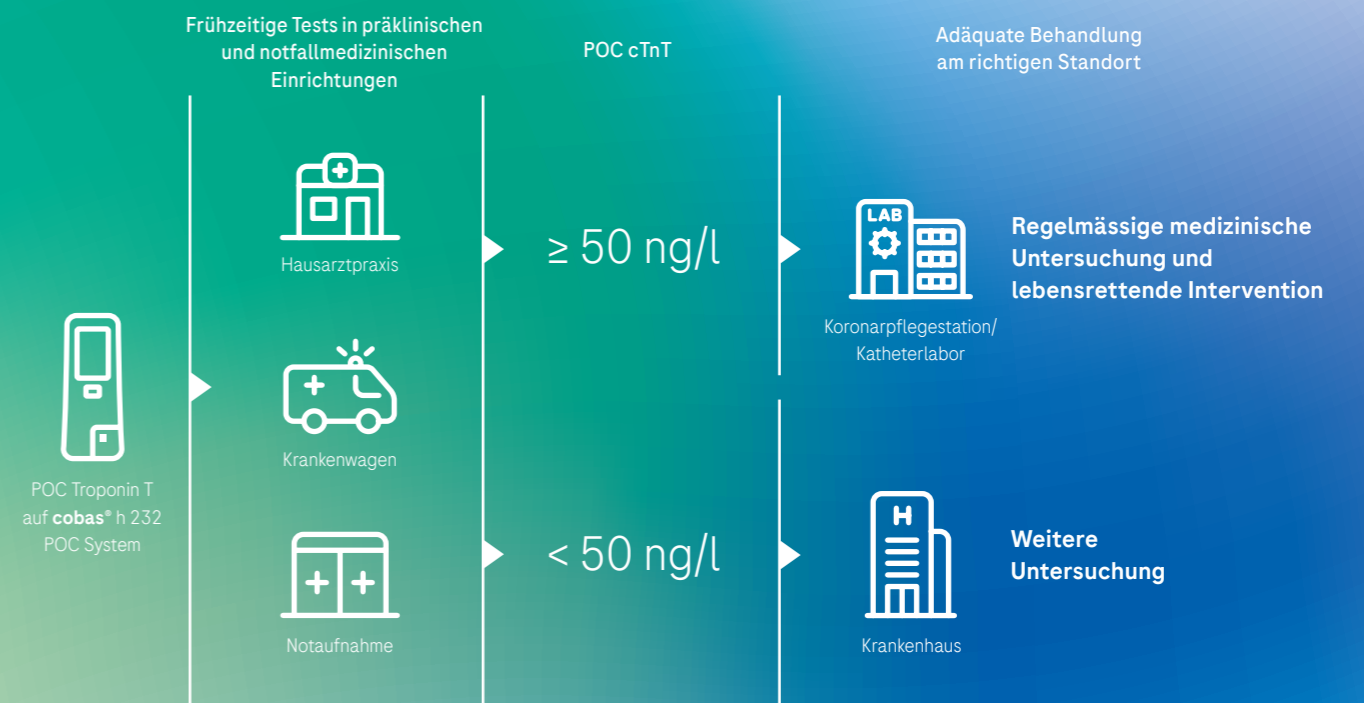 Frühzeitige Tests in präklinischen
und notfallmedizinischen
Einrichtungen
POC cTnT
Adäquate Behandlung
am richtigen Standort
POC Troponin T
auf cobas® h 232
POC System
Hausarztpraxis
Krankenwagen
Notaufnahme
≥ 50 ng/l
< 50 ng/l
LAB
Koronarpflegestation/
Katheterlabor
Regelmässige medizinische
Untersuchung und
lebensrettende Intervention
H
Krankenhaus
Weitere
Untersuchung